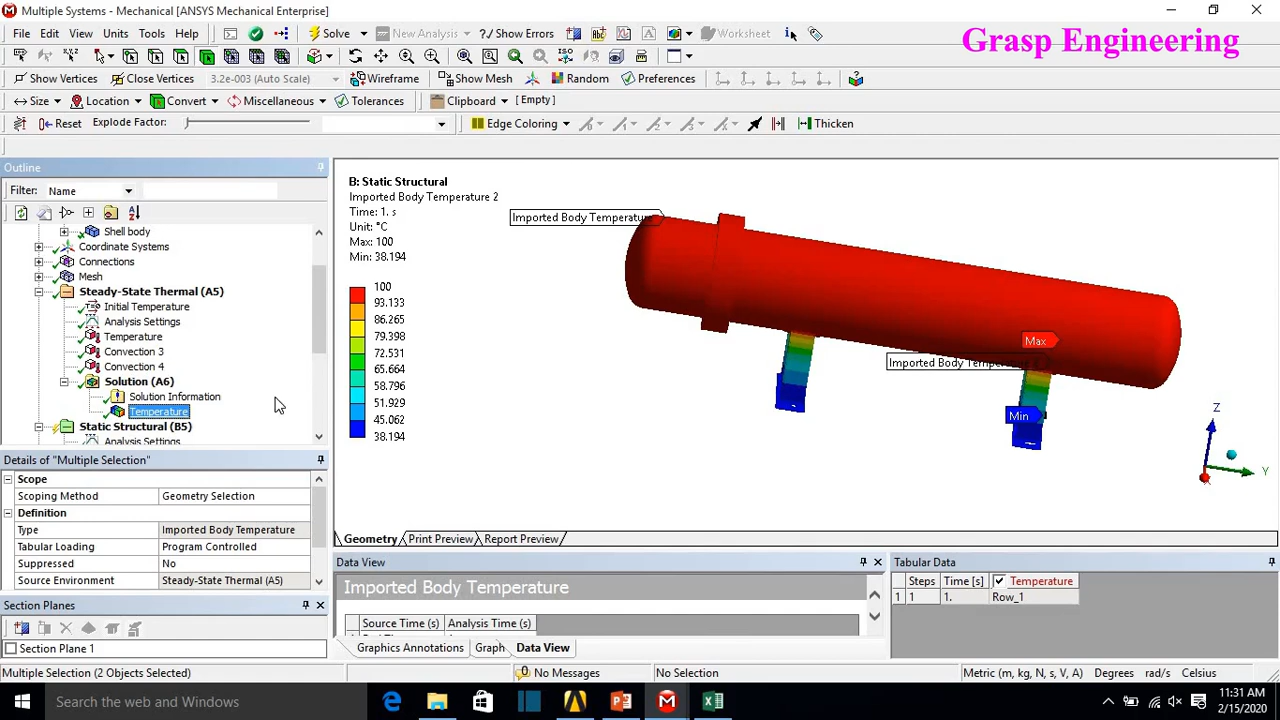 Multiple Systems - Mechanical [ANSYS Mechanical Enterprise]
File Edit View Units Tools Help Solve New Analysis ?/ Show Errors Worksheet
Grasp Engineering
Show Vertices Close Vertices 3.2e-003 (Auto Scale) Wireframe Show Mesh Random Preferences
Size Location Convert Miscellaneous Tolerances Clipboard [ Empty ]
Reset Explode Factor: Edge Coloring Thicken
Outline
Filter: Name
Shell body
Coordinate Systems
Connections
Mesh
Steady-State Thermal (A5)
Initial Temperature
Analysis Settings
Temperature
Convection 3
Convection 4
Solution (A6)
Solution Information
Temperature
Static Structural (B5)
Analysis Settings
Details of "Multiple Selection"
Scope
Scoping Method Geometry Selection
Definition
Type Imported Body Temperature
Tabular Loading Program Controlled
Suppressed No
Source Environment Steady-State Thermal (A5)
Section Planes
Section Plane 1
B: Static Structural
Imported Body Temperature 2
Time: 1. s
Unit: °C
Max: 100
Min: 38.194
100
93.133
86.265
79.398
72.531
65.664
58.796
51.929
45.062
38.194
Imported Body Temperature
Max
Imported Body Temperature
Min
Z
Y
X
Geometry Print Preview Report Preview
Data View
Imported Body Temperature
Source Time (s) Analysis Time (s)
Graphics Annotations Graph Data View
Tabular Data
Steps Time [s] Temperature
1 1 1. Row_1
Multiple Selection (2 Objects Selected) No Messages No Selection Metric (m, kg, N, s, V, A) Degrees rad/s Celsius
Search the web and Windows
11:31 AM
2/15/2020